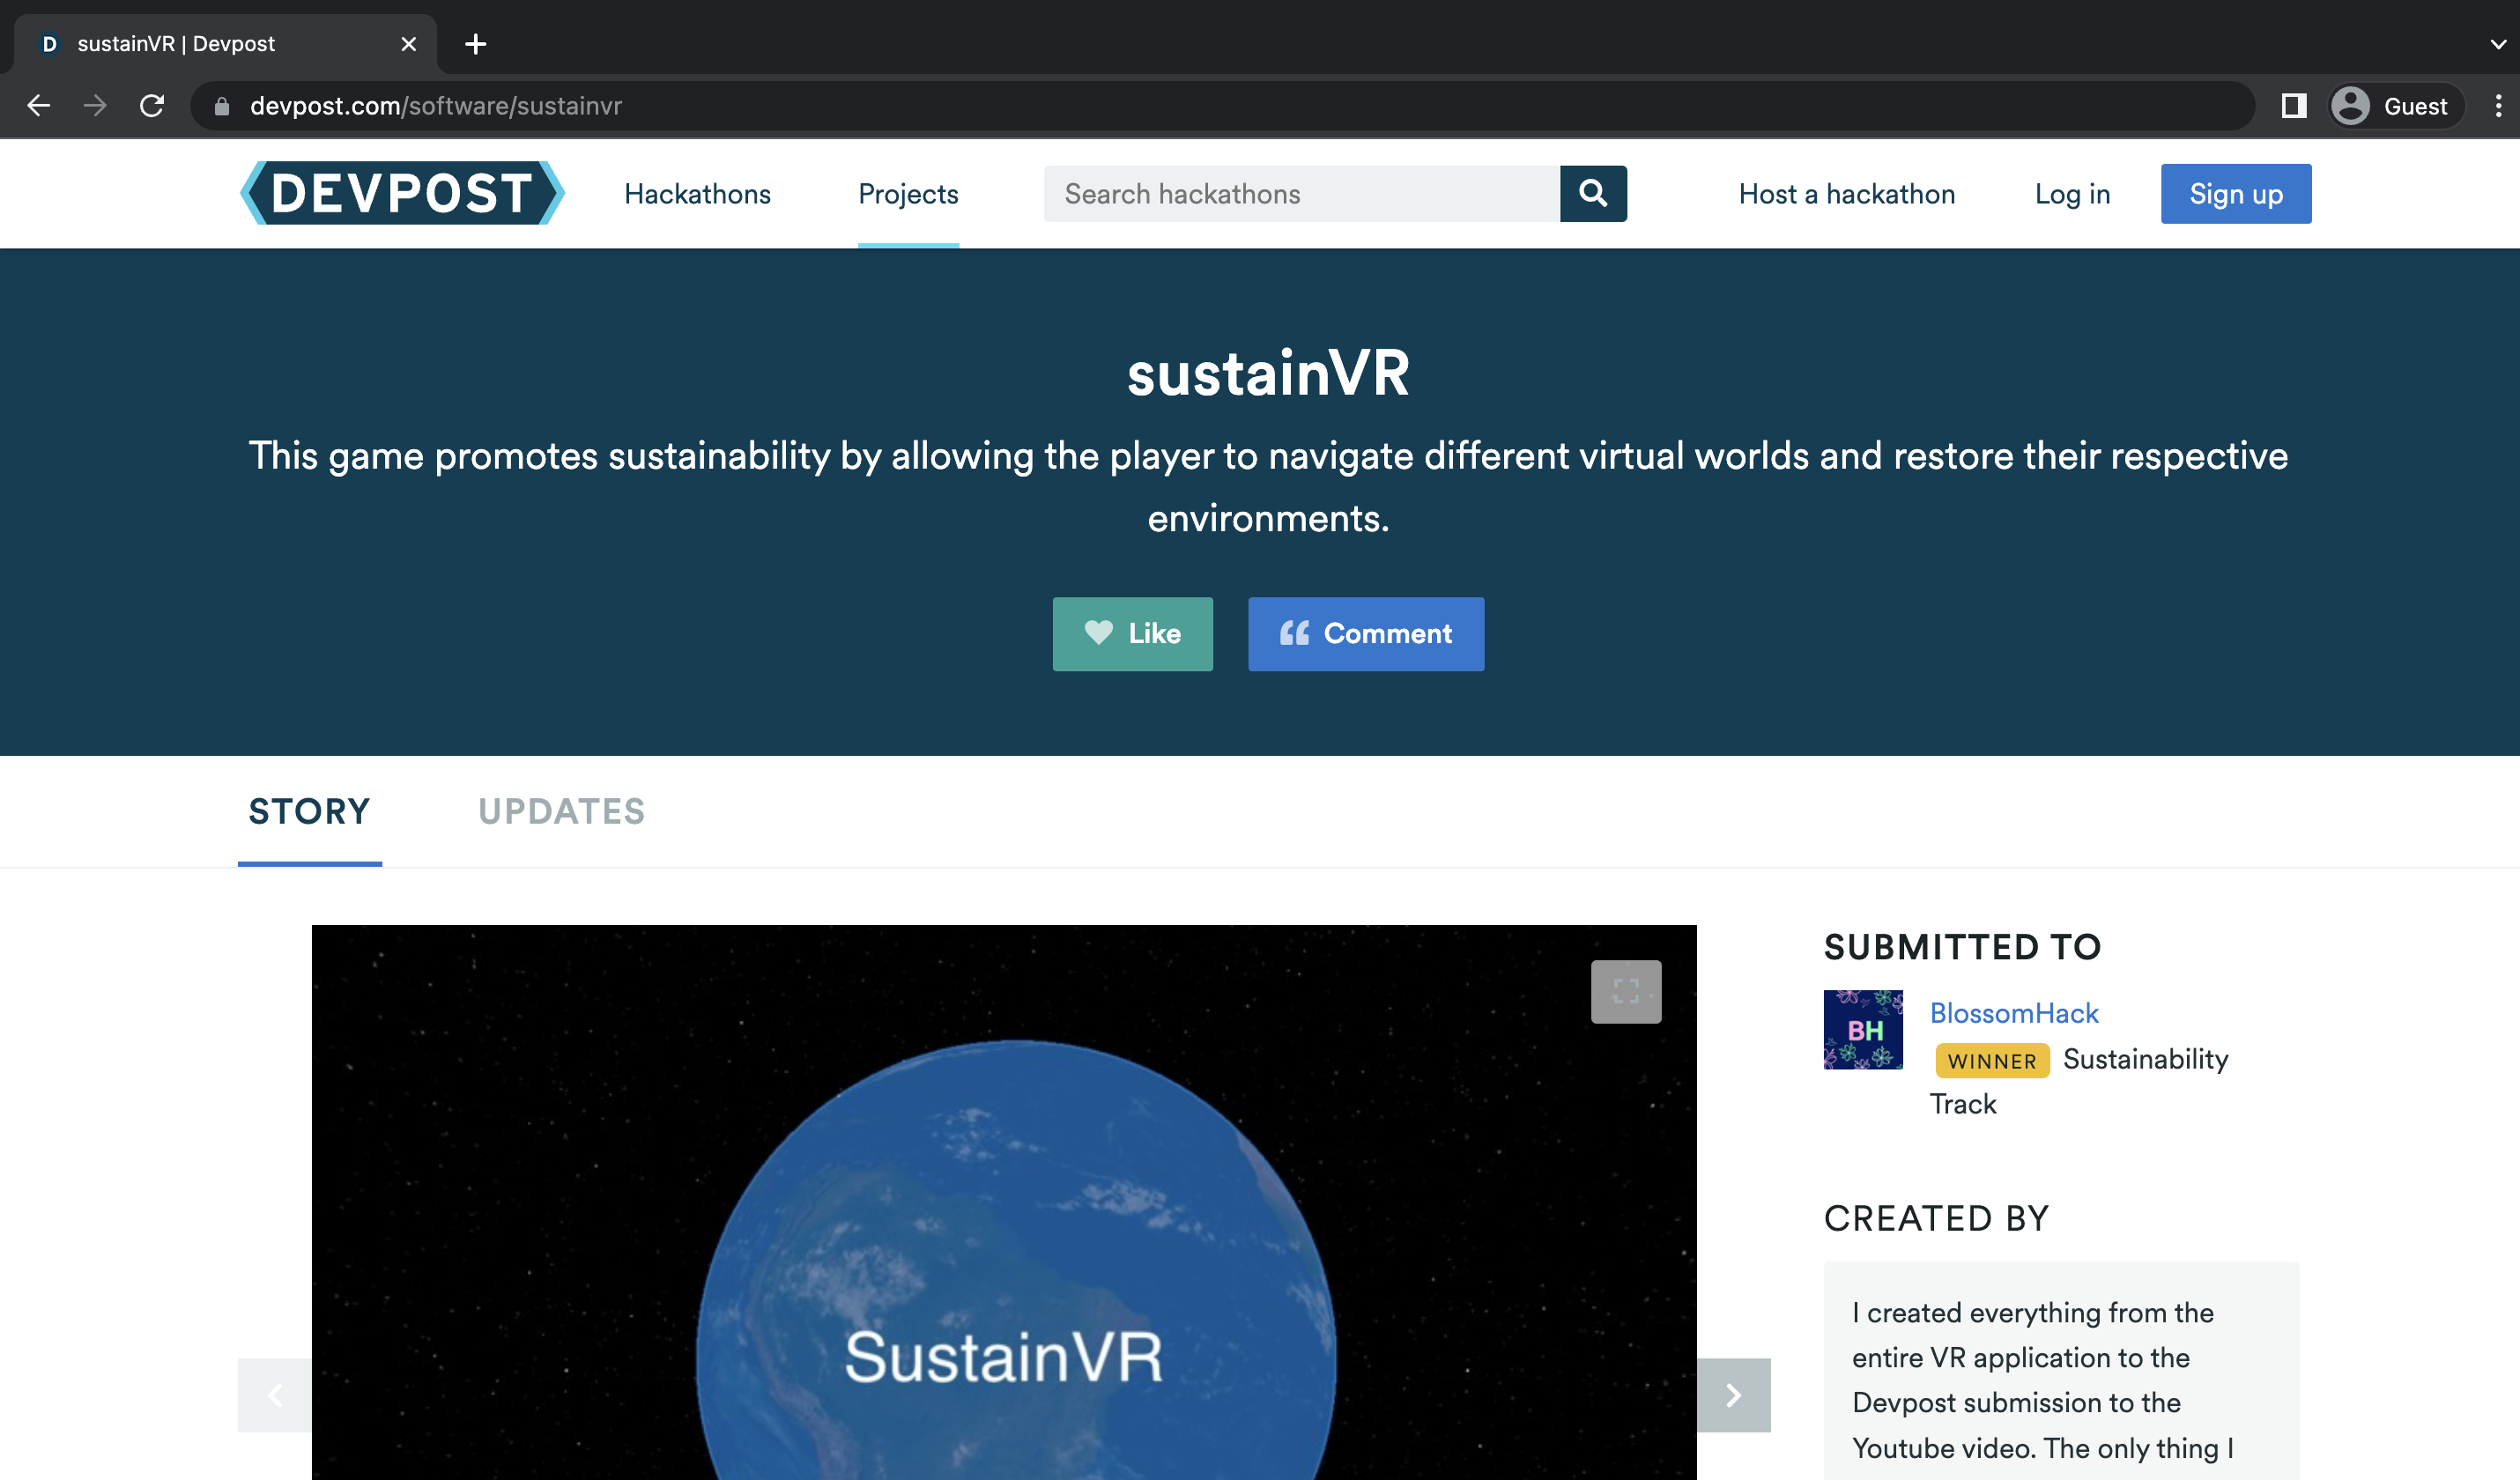 D sustainVR | Devpost
devpost.com/software/sustainvr
Guest
DEVPOST
Hackathons
Projects
Search hackathons
Host a hackathon
Log in
Sign up
sustainVR
This game promotes sustainability by allowing the player to navigate different virtual worlds and restore their respective
environments.
Like
Comment
STORY
UPDATES
SustainVR
SUBMITTED TO
BH
BlossomHack
WINNER Sustainability
Track
CREATED BY
I created everything from the
entire VR application to the
Devpost submission to the
Youtube video. The only thing I